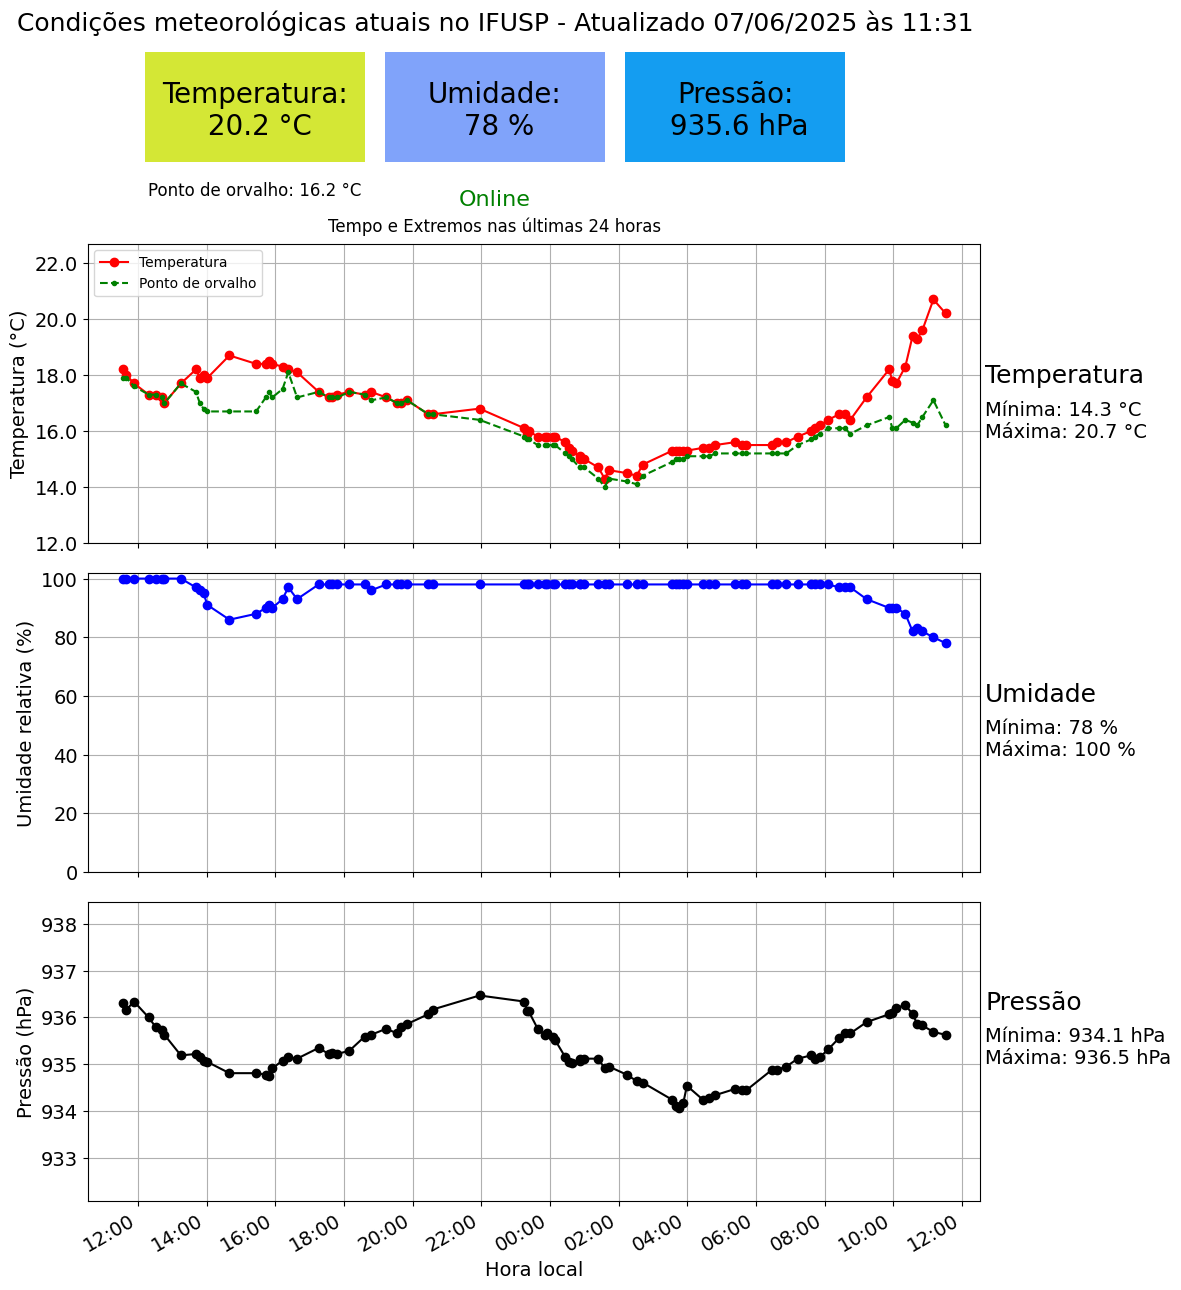 Condições meteorológicas atuais no IFUSP - Atualizado 07/06/2025 às 11:31
Temperatura:
20.2 °C
Umidade:
78 %
Pressão:
935.6 hPa
Ponto de orvalho: 16.2 °C
Online
Tempo e Extremos nas últimas 24 horas
Temperatura
Ponto de orvalho
Temperatura (°C)
22.0
20.0
18.0
16.0
14.0
12.0
Temperatura
Mínima: 14.3 °C
Máxima: 20.7 °C
Umidade relativa (%)
100
80
60
40
20
0
Umidade
Mínima: 78 %
Máxima: 100 %
Pressão (hPa)
938
937
936
935
934
933
Pressão
Mínima: 934.1 hPa
Máxima: 936.5 hPa
12:00
14:00
16:00
18:00
20:00
22:00
00:00
02:00
04:00
06:00
08:00
10:00
12:00
Hora local